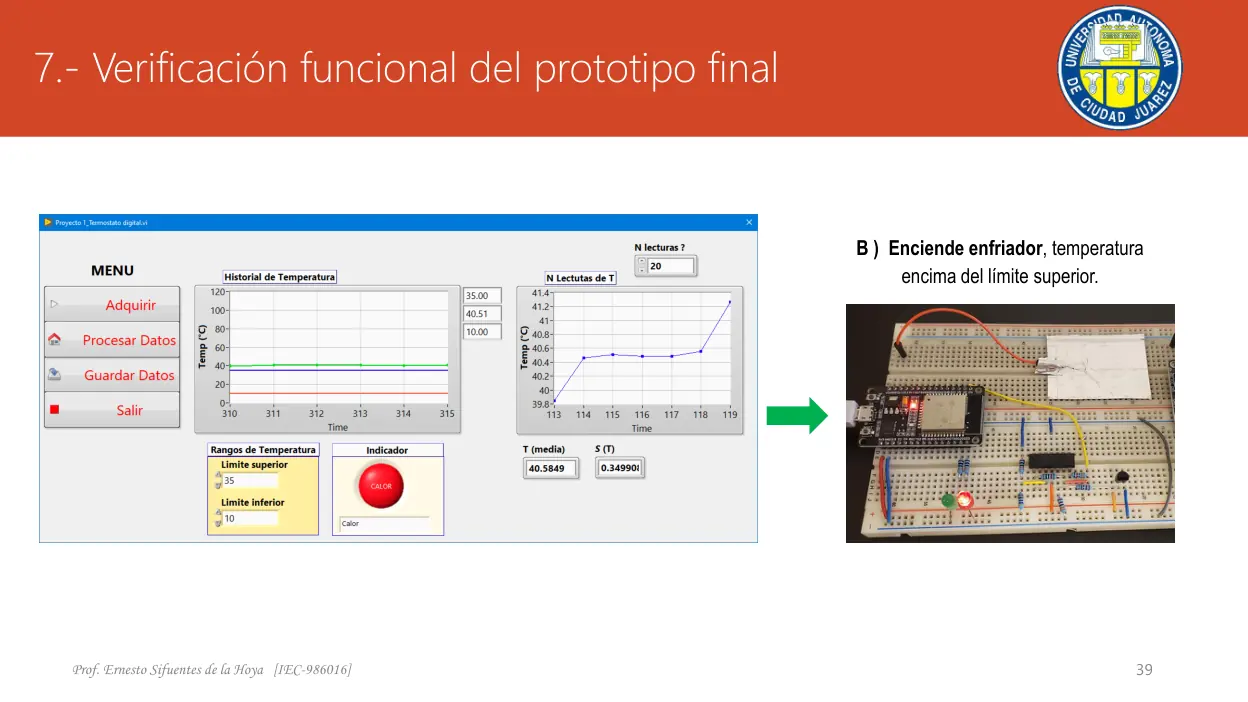 7.- Verificación funcional del prototipo final
UNIVERSIDAD AUTONOMA
DE CIUDAD JUAREZ
Proyecto 1_Termostato digital.vi
MENU
Adquirir
Procesar Datos
Guardar Datos
Salir
Historial de Temperatura
Temp (°C)
120
100
80
60
40
20
0
310 311 312 313 314 315
Time
35.00
40.51
10.00
Rangos de Temperatura
Limite superior
35
Limite inferior
10
Indicador
CALOR
Calor
N lecturas ?
20
N Lectutas de T
Temp (°C)
41.4
41.2
41
40.8
40.6
40.4
40.2
40
39.8
113 114 115 116 117 118 119
Time
T (media)
40.5849
S (T)
0.34990
B ) Enciende enfriador, temperatura
encima del límite superior.
Prof. Ernesto Sifuentes de la Hoya [IEC-986016]
39